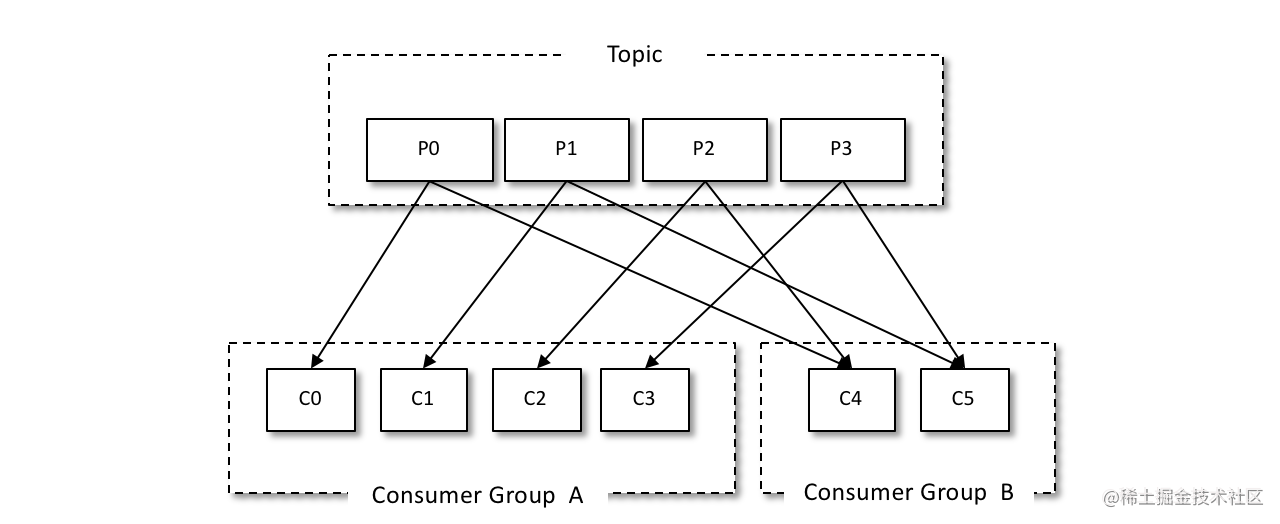 Topic
P0 P1 P2 P3
C0 C1 C2 C3 C4 C5
Consumer Group A Consumer Group B
@稀土掘金技术社区